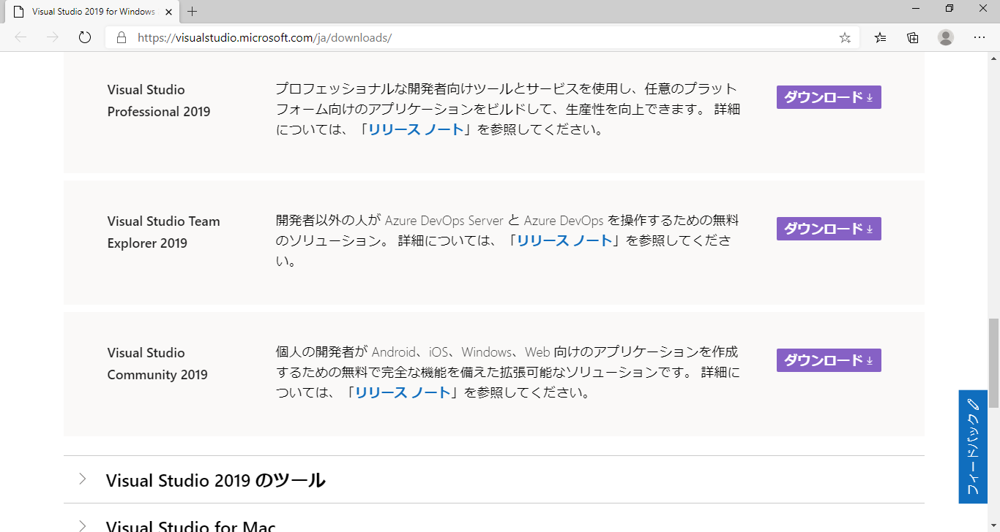 Visual Studio 2019 for Windows
https://visualstudio.microsoft.com/ja/downloads/
Visual Studio
Professional 2019
プロフェッショナルな開発者向けツールとサービスを使用し、任意のプラット
フォーム向けのアプリケーションをビルドして、生産性を向上できます。 詳細
については、「リリース ノート」を参照してください。
ダウンロード
Visual Studio Team
Explorer 2019
開発者以外の人が Azure DevOps Server と Azure DevOps を操作するための無料
のソリューション。 詳細については、「リリース ノート」を参照してくださ
い。
ダウンロード
Visual Studio
Community 2019
個人の開発者が Android、iOS、Windows、Web 向けのアプリケーションを作成
するための無料で完全な機能を備えた拡張可能なソリューションです。 詳細に
ついては、「リリース ノート」を参照してください。
ダウンロード
フィードバック
Visual Studio 2019 のツール
Visual Studio for Mac